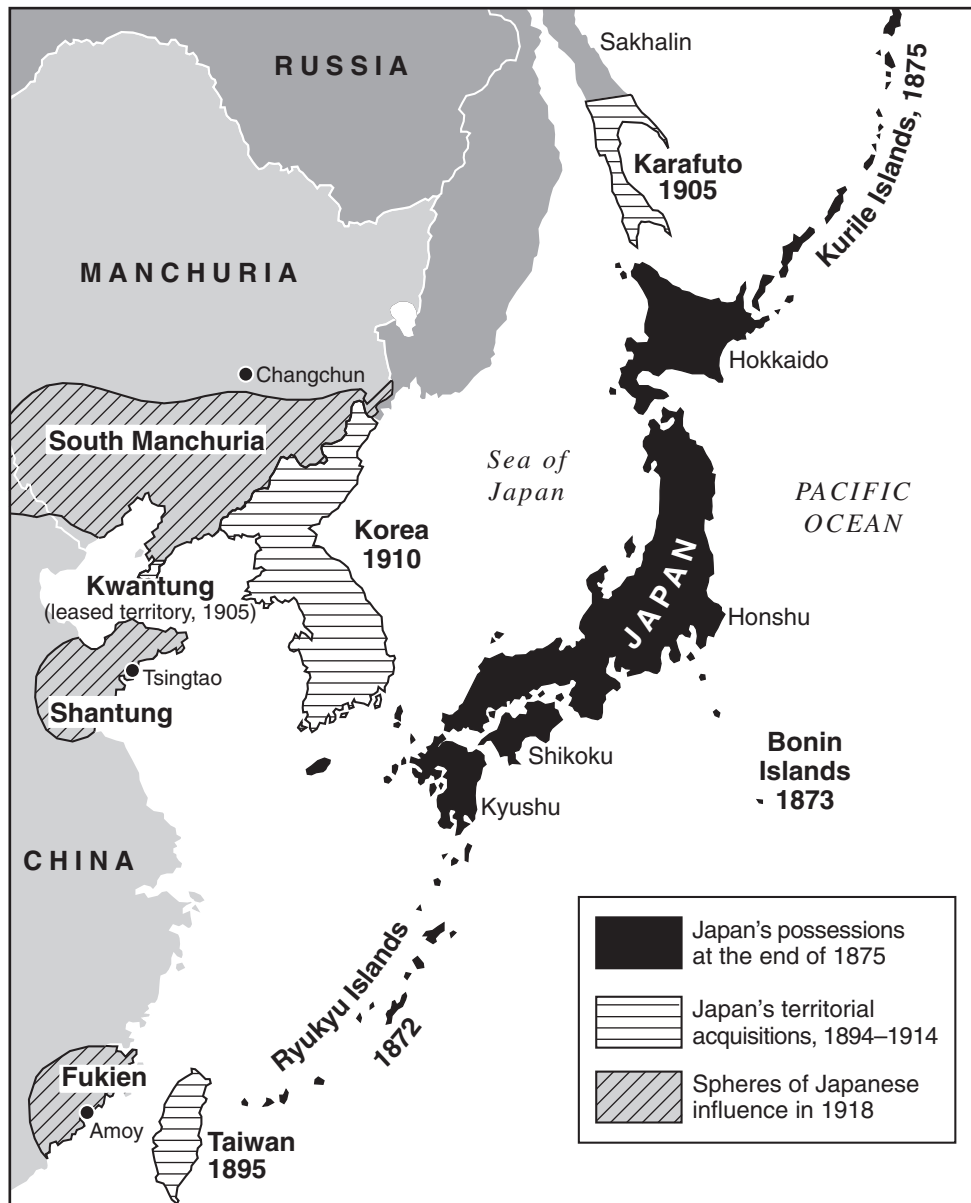 RUSSIA
Sakhalin
Kurile Islands, 1875
Karafuto
1905
MANCHURIA
Hokkaido
Changchun
South Manchuria
Sea of
Japan
PACIFIC
OCEAN
Korea
1910
JAPAN
Kwantung
(leased territory, 1905)
Honshu
Tsingtao
Shantung
Shikoku
Bonin
Islands
1873
Kyushu
CHINA
Ryukyu Islands
1872
Fukien
Amoy
Taiwan
1895
Japan's possessions
at the end of 1875
Japan's territorial
acquisitions, 1894–1914
Spheres of Japanese
influence in 1918